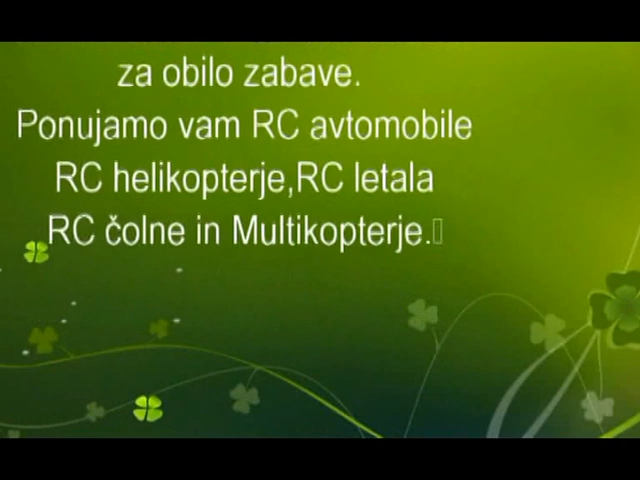 za obilo zabave.
Ponujamo vam RC avtomobile
RC helikopterje,RC letala
RC čolne in Multikopterje.